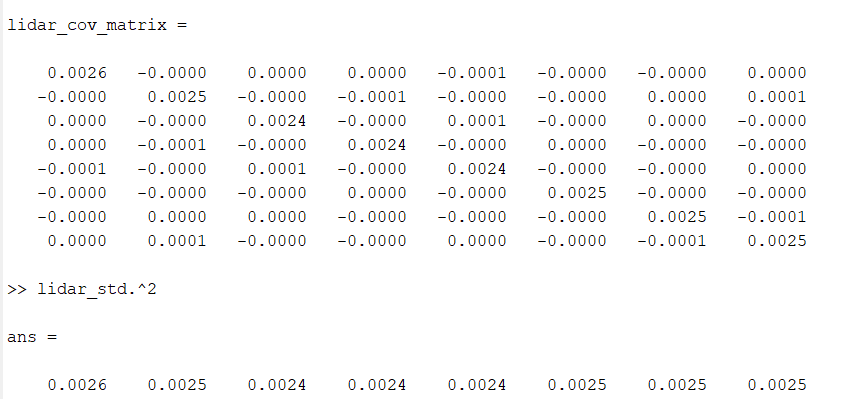 lidar_cov_matrix =
0.0026 -0.0000 0.0000 0.0000 -0.0001 -0.0000 -0.0000 0.0000
-0.0000 0.0025 -0.0000 -0.0001 -0.0000 -0.0000 0.0000 0.0001
0.0000 -0.0000 0.0024 -0.0000 0.0001 -0.0000 0.0000 -0.0000
0.0000 -0.0001 -0.0000 0.0024 -0.0000 0.0000 -0.0000 -0.0000
-0.0001 -0.0000 0.0001 -0.0000 0.0024 -0.0000 -0.0000 0.0000
-0.0000 -0.0000 -0.0000 0.0000 -0.0000 0.0025 -0.0000 -0.0000
-0.0000 0.0000 0.0000 -0.0000 -0.0000 -0.0000 0.0025 -0.0001
0.0000 0.0001 -0.0000 -0.0000 0.0000 -0.0000 -0.0001 0.0025
>> lidar_std.^2
ans =
0.0026 0.0025 0.0024 0.0024 0.0024 0.0025 0.0025 0.0025